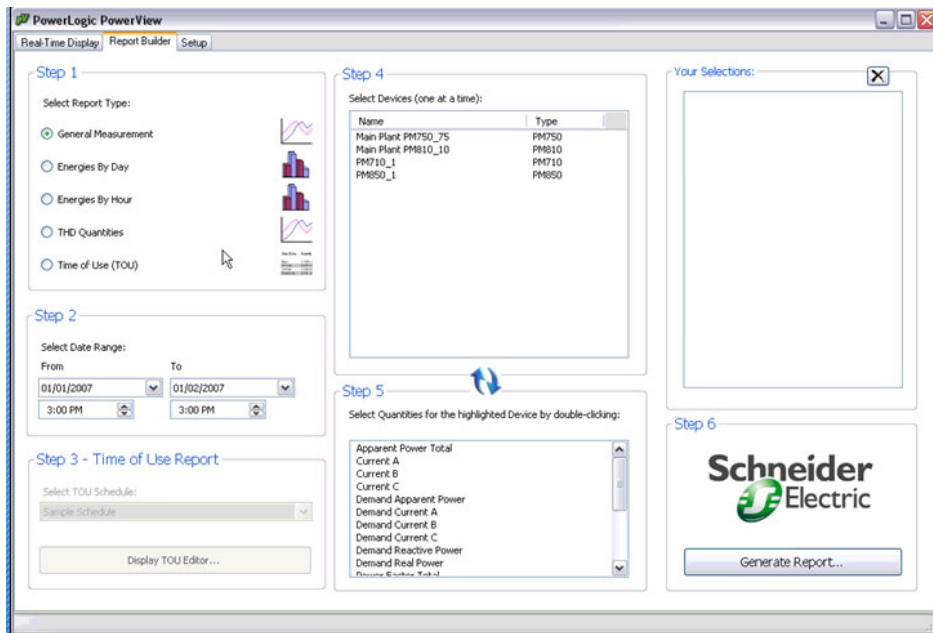 PowerLogic PowerView
Real-Time Display
Report Builder
Setup
Step 1
Select Report Type:
General Measurement
Energies By Day
Energies By Hour
THD Quantities
Time of Use (TOU)
Step 2
Select Date Range:
From To
01/01/2007 01/02/2007
3:00 PM 3:00 PM
Step 3 - Time of Use Report
Select TOU Schedule:
Sample Schedule
Display TOU Editor...
Step 4
Select Devices (one at a time):
Name Type
Main Plant PM750_75 PM750
Main Plant PM810_10 PM810
PM710_1 PM710
PM850_1 PM850
Step 5
Select Quantities for the highlighted Device by double-clicking:
Apparent Power Total
Current A
Current B
Current C
Demand Apparent Power
Demand Current A
Demand Current B
Demand Current C
Demand Reactive Power
Demand Real Power
Power Factor Total
Your Selections:
Step 6
Schneider
Electric
Generate Report...